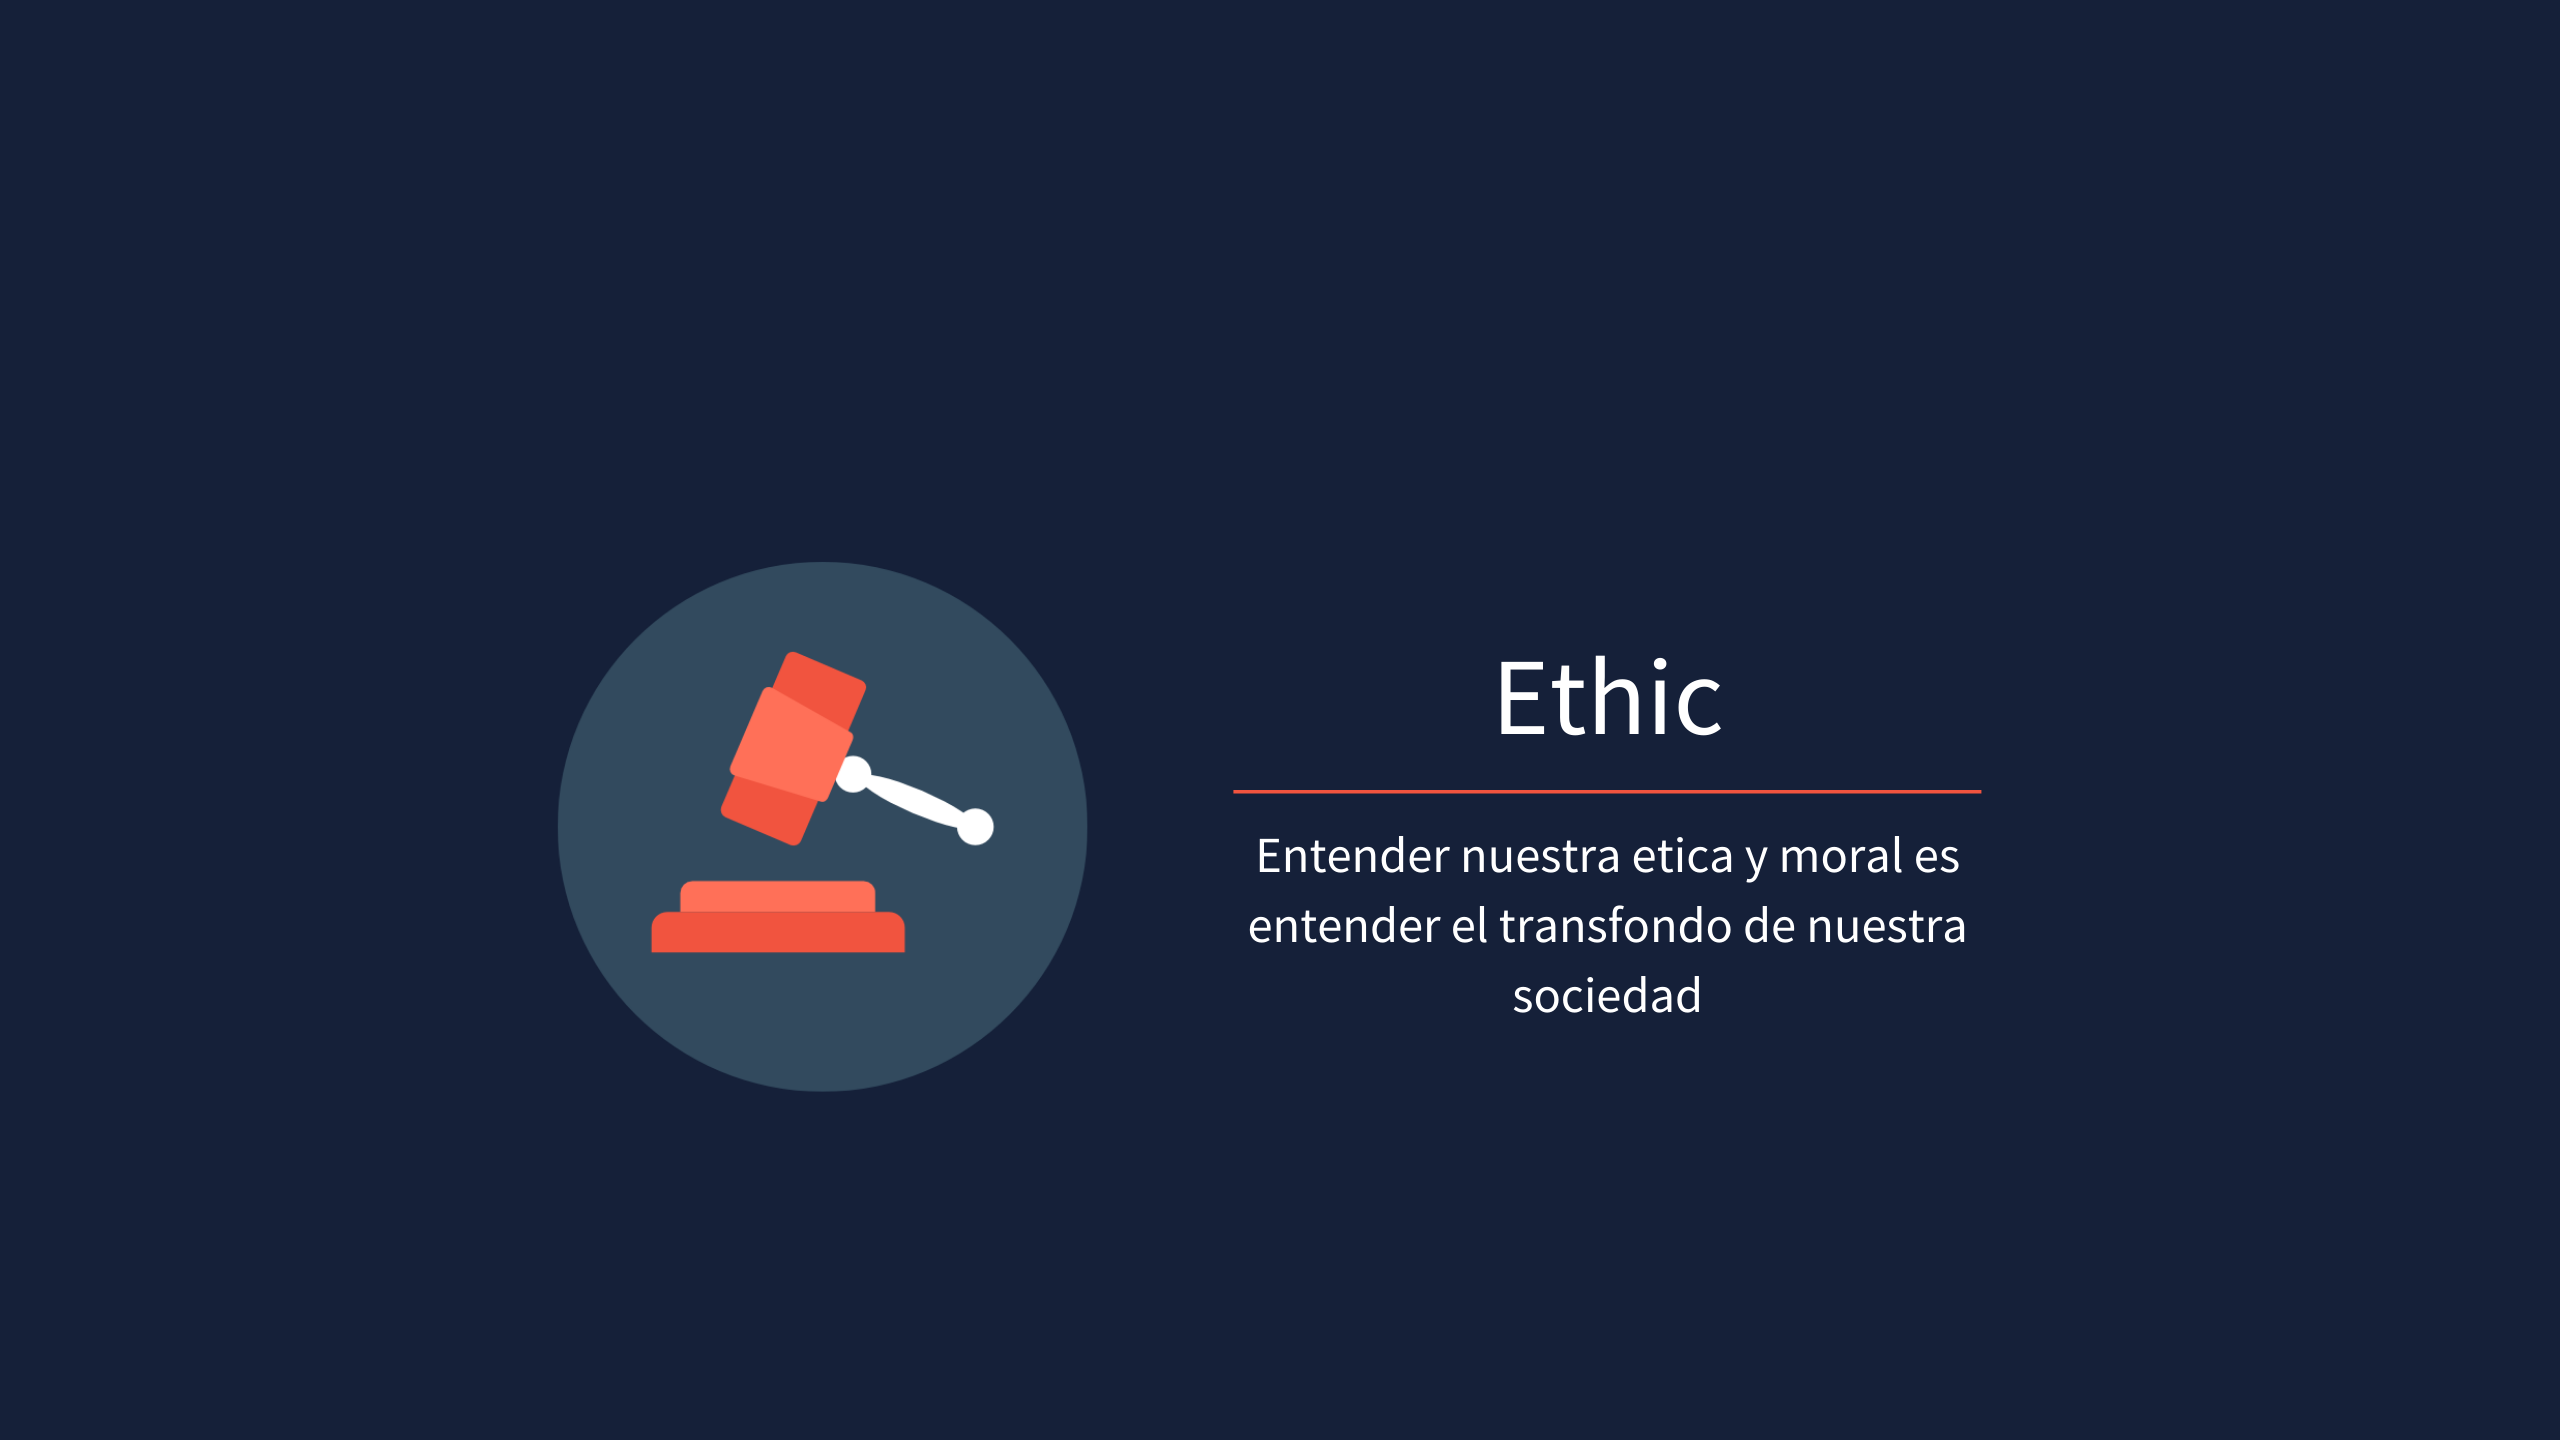 Ethic
Entender nuestra etica y moral es
entender el transfondo de nuestra
sociedad